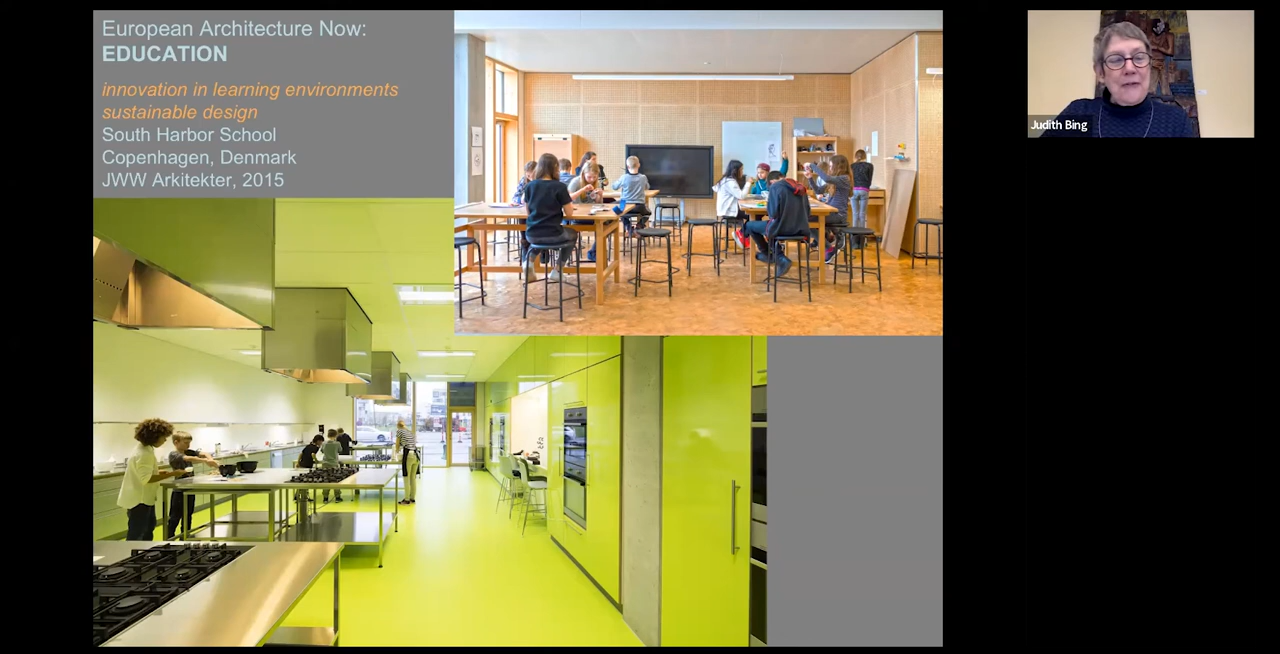 European Architecture Now:
EDUCATION
innovation in learning environments
sustainable design
South Harbor School
Copenhagen, Denmark
JWW Arkitekter, 2015
Judith Bing